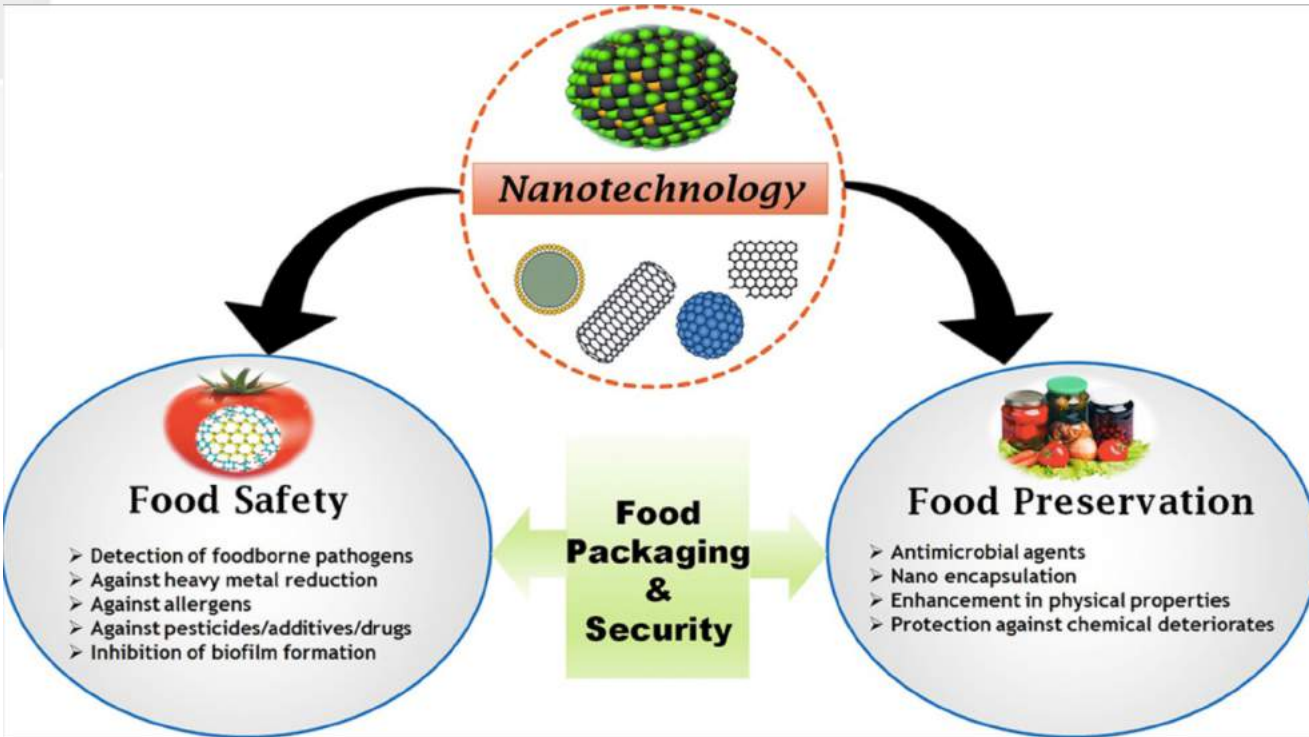 Nanotechnology
Food Safety
➢ Detection of foodborne pathogens
➢ Against heavy metal reduction
➢ Against allergens
➢ Against pesticides/additives/drugs
➢ Inhibition of biofilm formation
Food
Packaging
&
Security
Food Preservation
➢ Antimicrobial agents
➢ Nano encapsulation
➢ Enhancement in physical properties
➢ Protection against chemical deteriorates